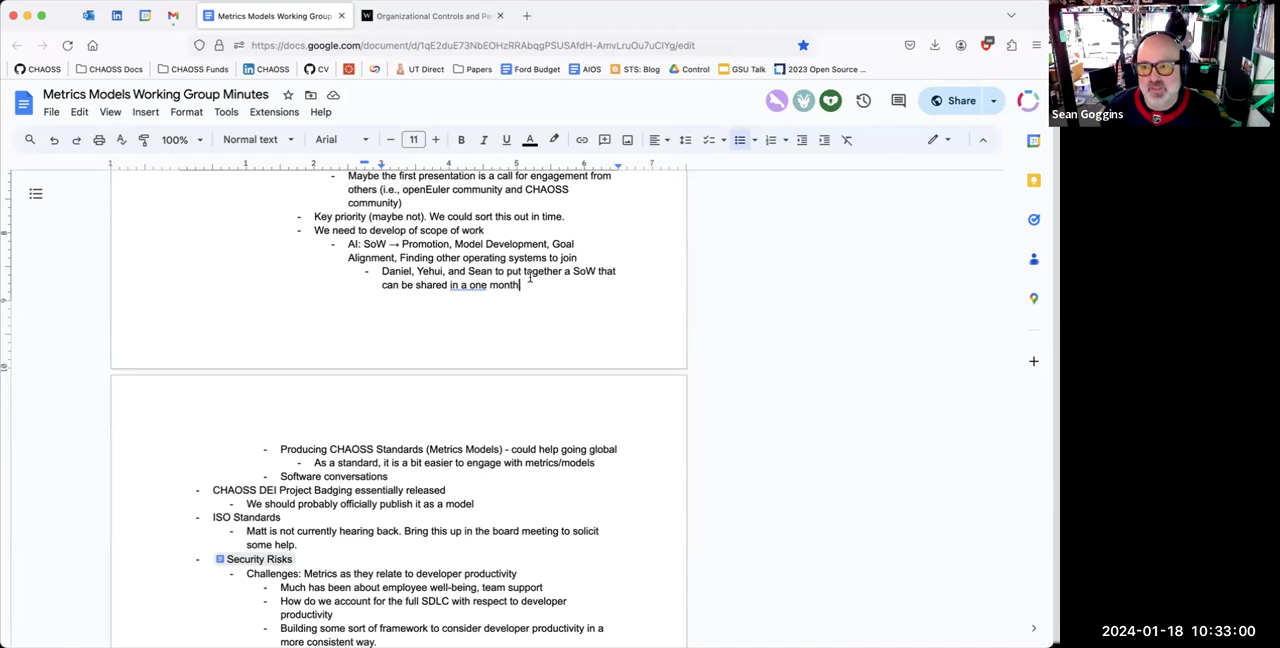 Metrics Models Working Group
Organizational Controls and Pe
https://docs.google.com/document/d/1qE2duE73NbEOHzRRAbqgPSUSAfdH-AmvLruOu7uCIYg/edit
CHAOSS
CHAOSS Docs
CHAOSS Funds
CHAOSS
CV
UT Direct
Papers
Ford Budget
AIOS
STS: Blog
Control
GSU Talk
2023 Open Source ...
Metrics Models Working Group Minutes
File Edit View Insert Format Tools Extensions Help
Share
100% Normal text Arial 11
1 1 2 3 4 5 6 7
- Maybe the first presentation is a call for engagement from
others (i.e., openEuler community and CHAOSS
community)
- Key priority (maybe not). We could sort this out in time.
- We need to develop of scope of work
- AI: SoW → Promotion, Model Development, Goal
Alignment, Finding other operating systems to join
- Daniel, Yehui, and Sean to put together a SoW that
can be shared in a one month
- Producing CHAOSS Standards (Metrics Models) - could help going global
- As a standard, it is a bit easier to engage with metrics/models
- Software conversations
- CHAOSS DEI Project Badging essentially released
- We should probably officially publish it as a model
- ISO Standards
- Matt is not currently hearing back. Bring this up in the board meeting to solicit
some help.
- Security Risks
- Challenges: Metrics as they relate to developer productivity
- Much has been about employee well-being, team support
- How do we account for the full SDLC with respect to developer
productivity
- Building some sort of framework to consider developer productivity in a
more consistent way.
Sean Goggins
2024-01-18 10:33:00